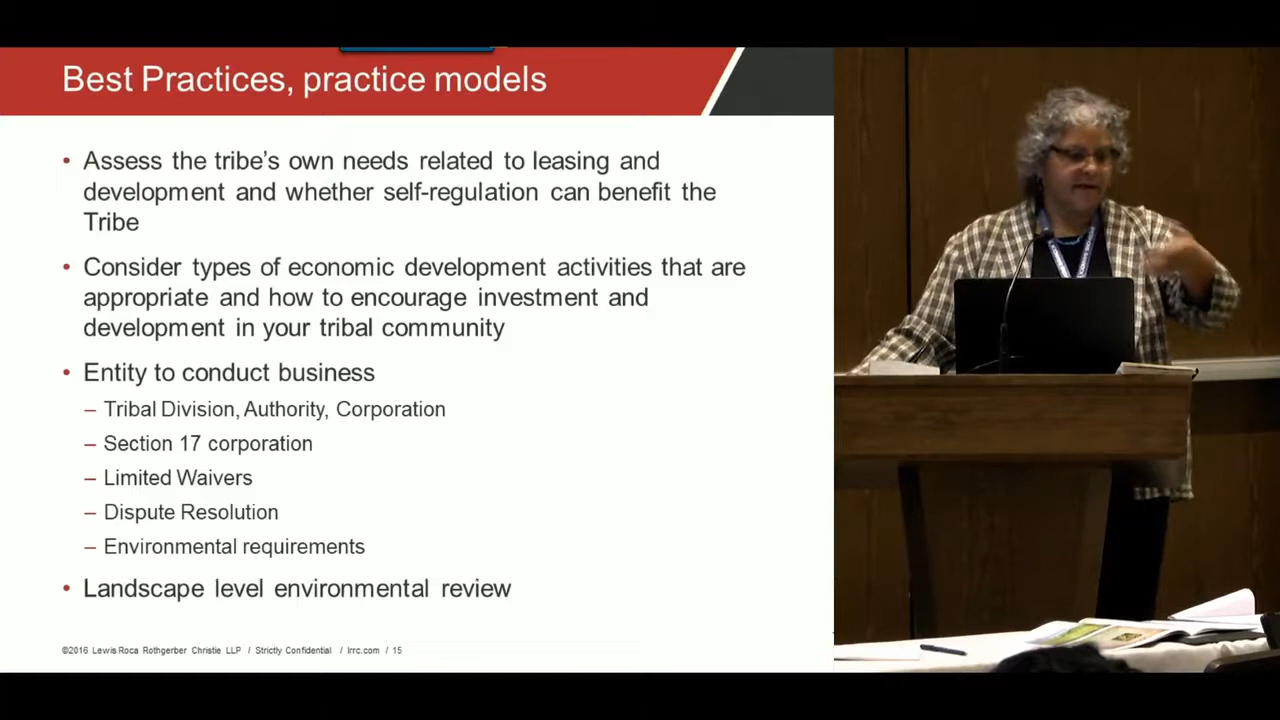 Best Practices, practice models
• Assess the tribe's own needs related to leasing and
development and whether self-regulation can benefit the
Tribe
• Consider types of economic development activities that are
appropriate and how to encourage investment and
development in your tribal community
• Entity to conduct business
– Tribal Division, Authority, Corporation
– Section 17 corporation
– Limited Waivers
– Dispute Resolution
– Environmental requirements
• Landscape level environmental review
©2016 Lewis Roca Rothgerber Christie LLP / Strictly Confidential / lrrc.com / 15